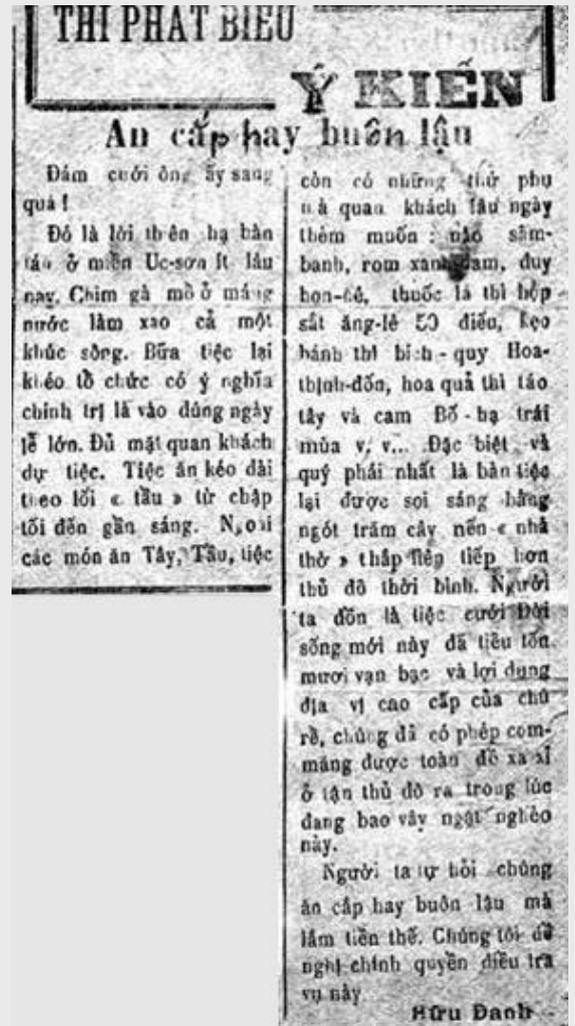 THI PHÁT BIỂU
Ý KIẾN
Ăn cắp hay buôn lậu
Đám cưới ông ấy sang
quá !
Đó là lời thiên hạ bàn
tán ở miền Uc-sơn ít lâu
nay. Chim gà mổ ở máng
nước làm xao cả một
khúc sông. Bữa tiệc lại
khéo tổ chức có ý nghĩa
chính trị là vào đúng ngày
lễ lớn. Đủ mặt quan khách
dự tiệc. Tiệc ăn kéo dài
theo lối « tầu » từ chập
tối đến gần sáng. Ngoài
các món ăn Tây, Tầu, tiệc
còn có những thứ phụ
mà quan khách lâu ngày
thèm muốn : nào sâm-
banh, rom xanh đam, duy
bon-nê, thuốc lá thì hộp
sắt ăng-lê 50 điếu, kẹo
bánh thì bích-quy Hoa-
thịnh-đốn, hoa quả thì táo
tây và cam Bố-hạ trái
mùa v. v... Đặc biệt và
quý phái nhất là bàn tiệc
lại được soi sáng bằng
ngót trăm cây nến « nhà
thờ » thắp liên tiếp hơn
thủ đô thời bình. Người
ta đồn là tiệc cưới Đời
sống mới này đã tiêu tốn
mươi vạn bạc và lợi dụng
địa vị cao cấp của chú
rể, chúng đã có phép com-
măng được toàn đồ xa xỉ
ở tận thủ đô ra trong lúc
đang bao vây ngặt nghèo
này.
Người ta tự hỏi chúng
ăn cắp hay buôn lậu mà
lắm tiền thế. Chúng tôi đề
nghị chính quyền điều tra
vụ này
Hữu Danh